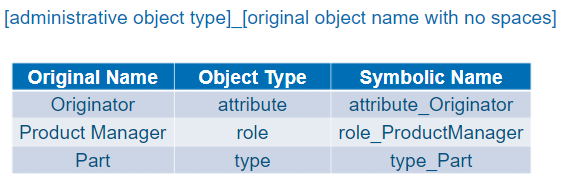 [administrative object type]_[original object name with no spaces]
Original Name Object Type Symbolic Name
Originator attribute attribute_Originator
Product Manager role role_ProductManager
Part type type_Part